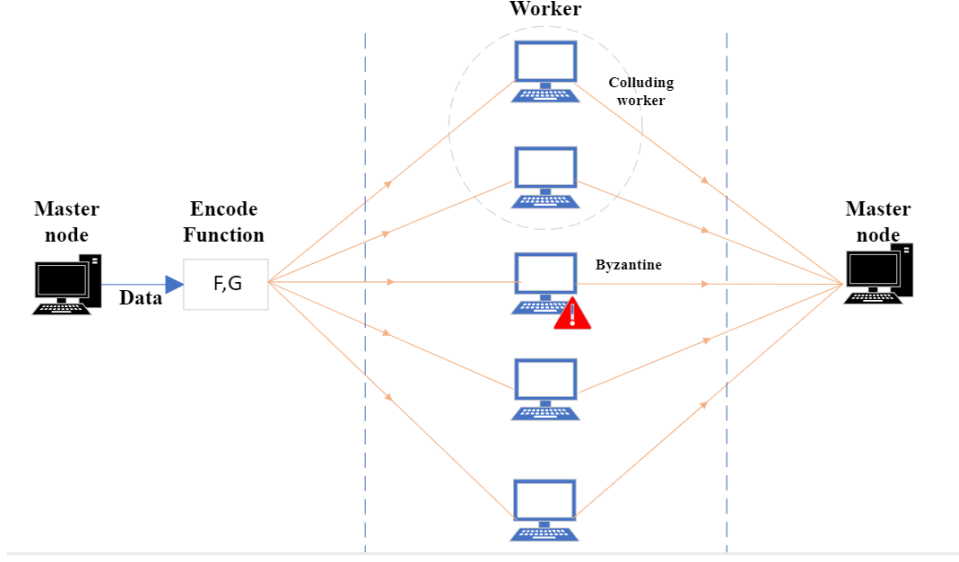 Worker
Colluding
worker
Master
node
Encode
Function
Data
F,G
Byzantine
Master
node